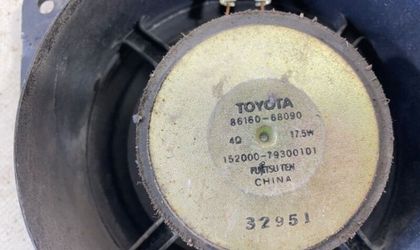 TOYOTA
86160-68090
4Ω 17.5W
152000-79300101
FUJITSU TEN
CHINA
32951